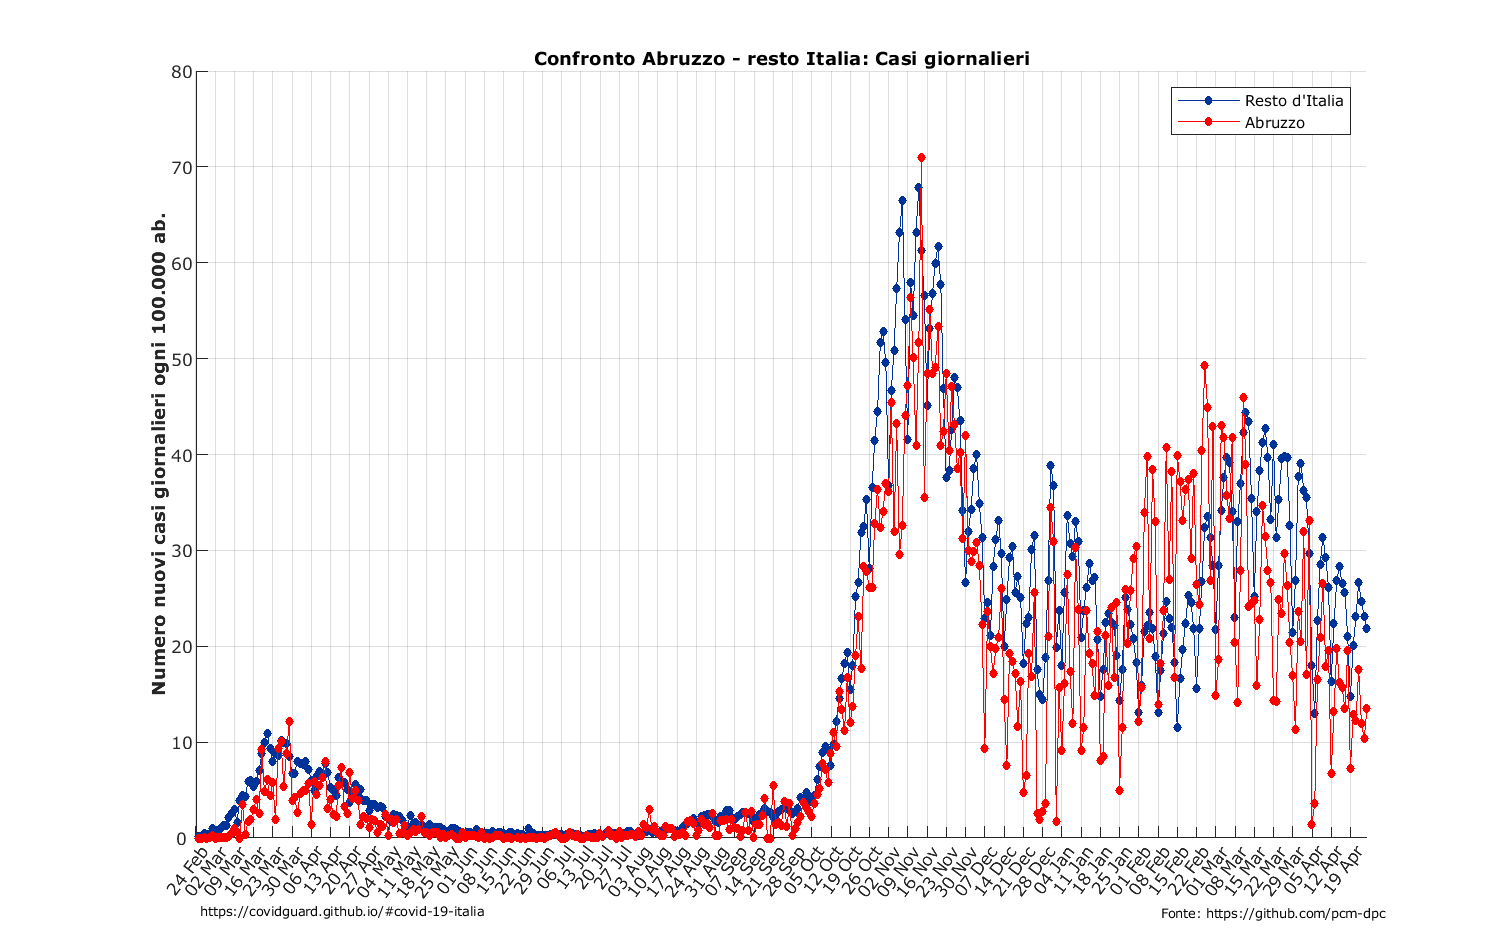 Confronto Abruzzo - resto Italia: Casi giornalieri
Resto d'Italia
Abruzzo
Numero nuovi casi giornalieri ogni 100.000 ab.
80
70
60
50
40
30
20
10
0
24 Feb
02 Mar
09 Mar
16 Mar
23 Mar
30 Mar
06 Apr
13 Apr
20 Apr
27 Apr
04 May
11 May
18 May
25 May
01 Jun
08 Jun
15 Jun
22 Jun
29 Jun
06 Jul
13 Jul
20 Jul
27 Jul
03 Aug
10 Aug
17 Aug
24 Aug
31 Aug
07 Sep
14 Sep
21 Sep
28 Sep
05 Oct
12 Oct
19 Oct
26 Oct
02 Nov
09 Nov
16 Nov
23 Nov
30 Nov
07 Dec
14 Dec
21 Dec
28 Dec
04 Jan
11 Jan
18 Jan
25 Jan
01 Feb
08 Feb
15 Feb
22 Feb
01 Mar
08 Mar
15 Mar
22 Mar
29 Mar
05 Apr
12 Apr
19 Apr
https://covidguard.github.io/#covid-19-italia
Fonte: https://github.com/pcm-dpc